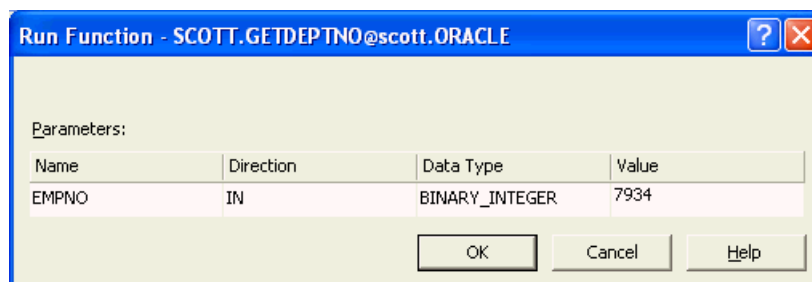 Run Function - SCOTT.GETDEPTNO@scott.ORACLE ?
Parameters:
Name Direction Data Type Value
EMPNO IN BINARY_INTEGER 7934
OK Cancel Help